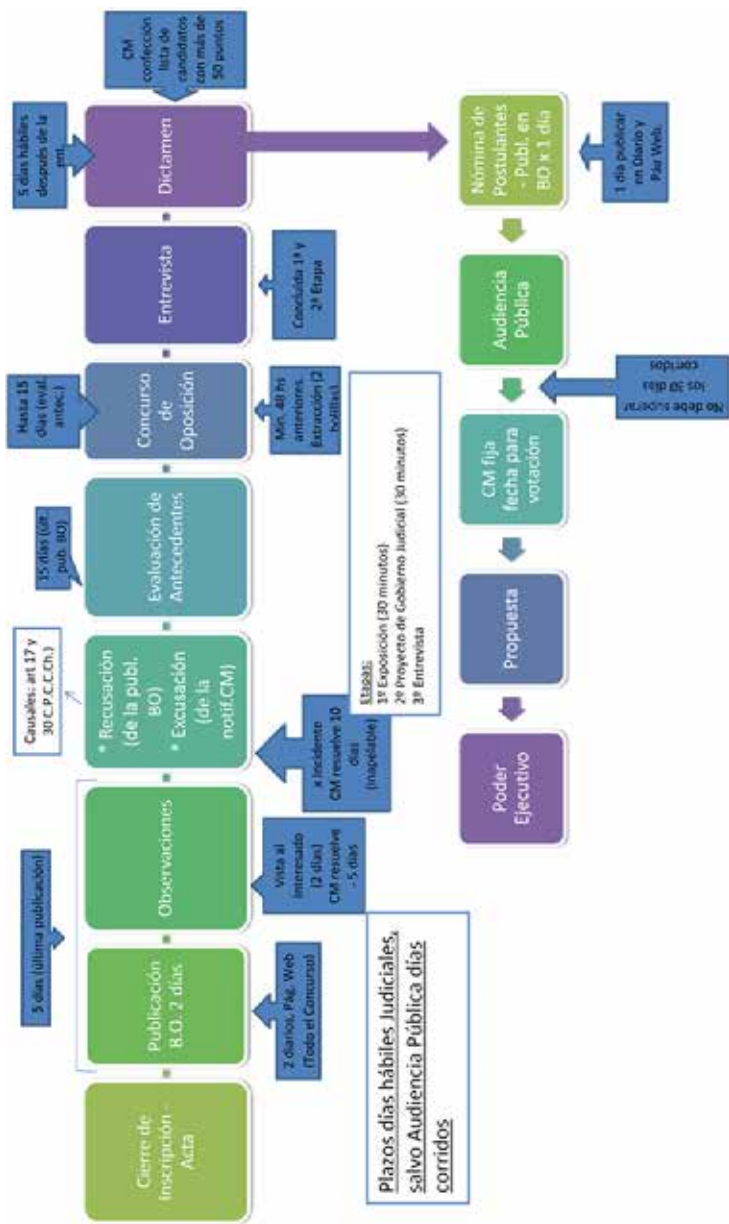 Cierre de
Inscripción –
Acta
Publicación
B.O. 2 días
Observaciones
* Recusación
(de la publ.
BO)
* Excusación
(de la
notif.CM)
Evaluación de
Antecedentes
Concurso
de
Oposición
Entrevista
Dictamen
5 días (última publicación)
Causales: art 17 y
30 C.P.C.C.Ch.)
15 días (últ.
pub. BO)
Hasta 15
días (eval.
antec.)
5 días hábiles
después de la
ent.
CM
confección
lista de
candidatos
con más de
50 puntos
2 diarios, Pág. Web
(Todo el Concurso)
Vista al
interesado
(2 días)
CM resuelve
- 5 días
x Incidente
CM resuelve 10
días
(inapelable)
Min. 48 hs
anteriores.
Extracción (2
bolillas)
Concluida 1ª y
2ª Etapa
Etapas:
1º Exposición (30 minutos)
2º Proyecto de Gobierno Judicial (30 minutos)
3º Entrevista
Plazos días hábiles Judiciales,
salvo Audiencia Pública días
corridos
Nómina de
Postulantes
- Publ. en
BO x 1 día
1 día publicar
en Diario y
Pág Web.
Audiencia
Pública
No debe superar
los 30 días
corridos
CM fija
fecha para
votación
Propuesta
Poder
Ejecutivo